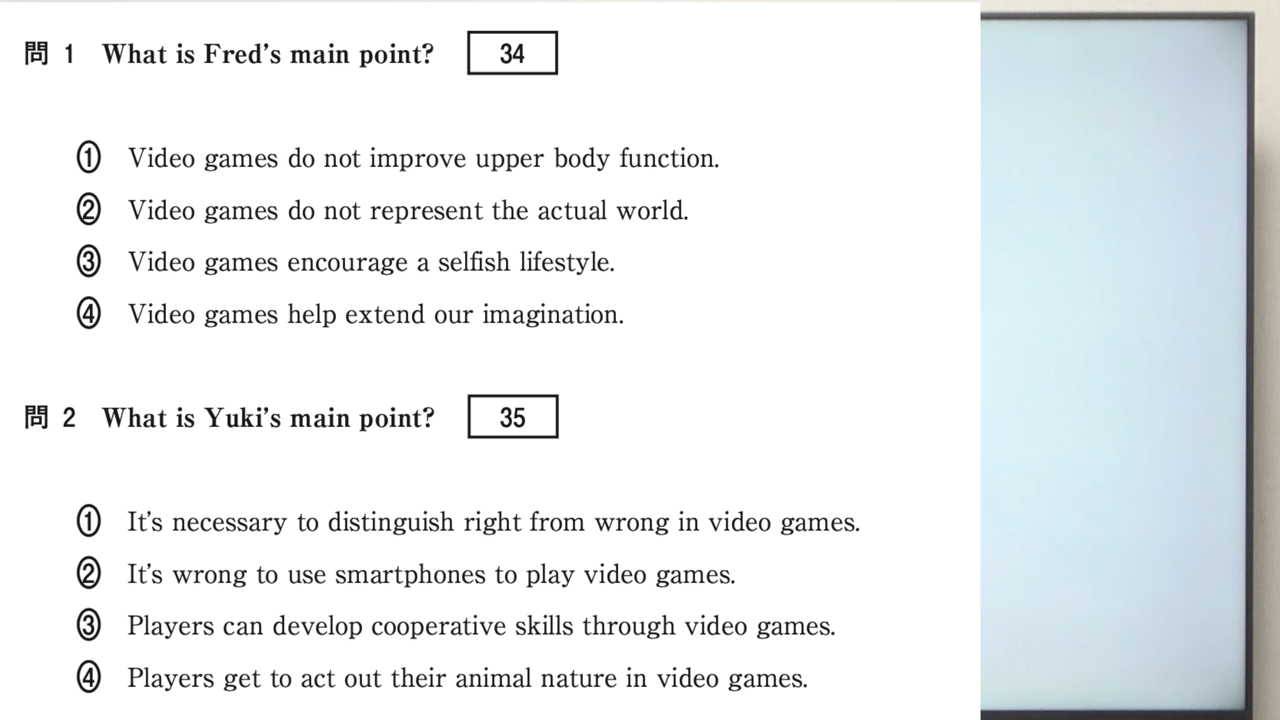 問 1 What is Fred's main point? 34
① Video games do not improve upper body function.
② Video games do not represent the actual world.
③ Video games encourage a selfish lifestyle.
④ Video games help extend our imagination.
問 2 What is Yuki's main point? 35
① It's necessary to distinguish right from wrong in video games.
② It's wrong to use smartphones to play video games.
③ Players can develop cooperative skills through video games.
④ Players get to act out their animal nature in video games.